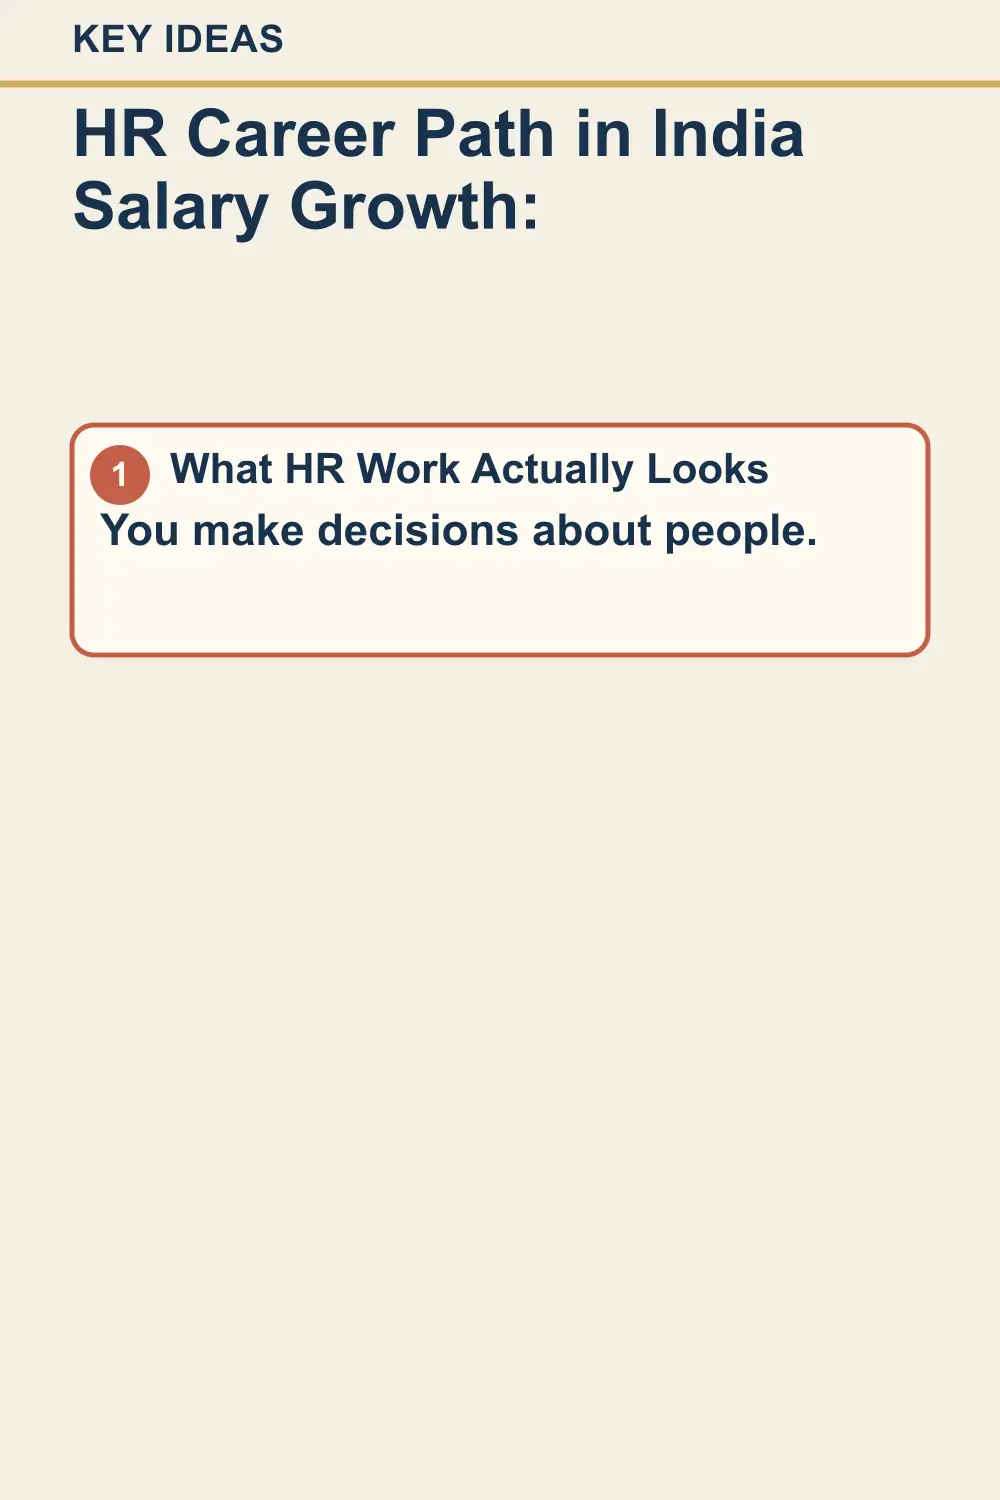 KEY IDEAS
HR Career Path in India
Salary Growth:
1 What HR Work Actually Looks
You make decisions about people.